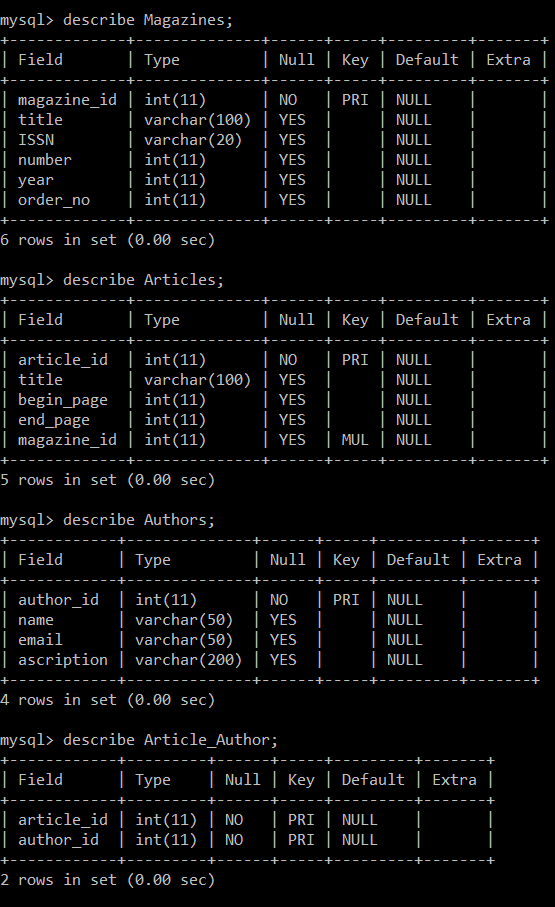 mysql> describe Magazines;
+-------------+--------------+------+-----+---------+-------+
| Field       | Type         | Null | Key | Default | Extra |
+-------------+--------------+------+-----+---------+-------+
| magazine_id | int(11)      | NO   | PRI | NULL    |       |
| title       | varchar(100) | YES  |     | NULL    |       |
| ISSN        | varchar(20)  | YES  |     | NULL    |       |
| number      | int(11)      | YES  |     | NULL    |       |
| year        | int(11)      | YES  |     | NULL    |       |
| order_no    | int(11)      | YES  |     | NULL    |       |
+-------------+--------------+------+-----+---------+-------+
6 rows in set (0.00 sec)
mysql> describe Articles;
+-------------+--------------+------+-----+---------+-------+
| Field       | Type         | Null | Key | Default | Extra |
+-------------+--------------+------+-----+---------+-------+
| article_id  | int(11)      | NO   | PRI | NULL    |       |
| title       | varchar(100) | YES  |     | NULL    |       |
| begin_page  | int(11)      | YES  |     | NULL    |       |
| end_page    | int(11)      | YES  |     | NULL    |       |
| magazine_id | int(11)      | YES  | MUL | NULL    |       |
+-------------+--------------+------+-----+---------+-------+
5 rows in set (0.00 sec)
mysql> describe Authors;
+------------+--------------+------+-----+---------+-------+
| Field      | Type         | Null | Key | Default | Extra |
+------------+--------------+------+-----+---------+-------+
| author_id  | int(11)      | NO   | PRI | NULL    |       |
| name       | varchar(50)  | YES  |     | NULL    |       |
| email      | varchar(50)  | YES  |     | NULL    |       |
| ascription | varchar(200) | YES  |     | NULL    |       |
+------------+--------------+------+-----+---------+-------+
4 rows in set (0.00 sec)
mysql> describe Article_Author;
+------------+---------+------+-----+---------+-------+
| Field      | Type    | Null | Key | Default | Extra |
+------------+---------+------+-----+---------+-------+
| article_id | int(11) | NO   | PRI | NULL    |       |
| author_id  | int(11) | NO   | PRI | NULL    |       |
+------------+---------+------+-----+---------+-------+
2 rows in set (0.00 sec)